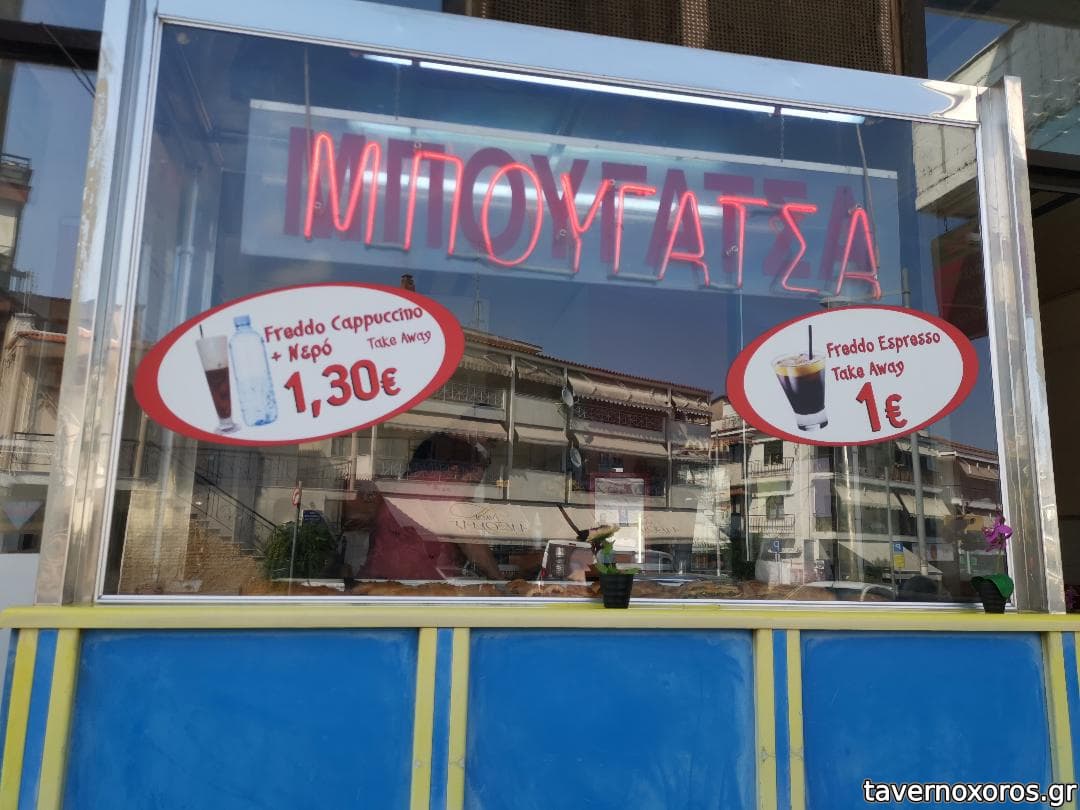 ΜΠΟΥΓΑΤΣΑ
Freddo Cappuccino
+ Νερό Take Away
1,30€
Freddo Espresso
Take Away
1€
tavernoxoros.gr